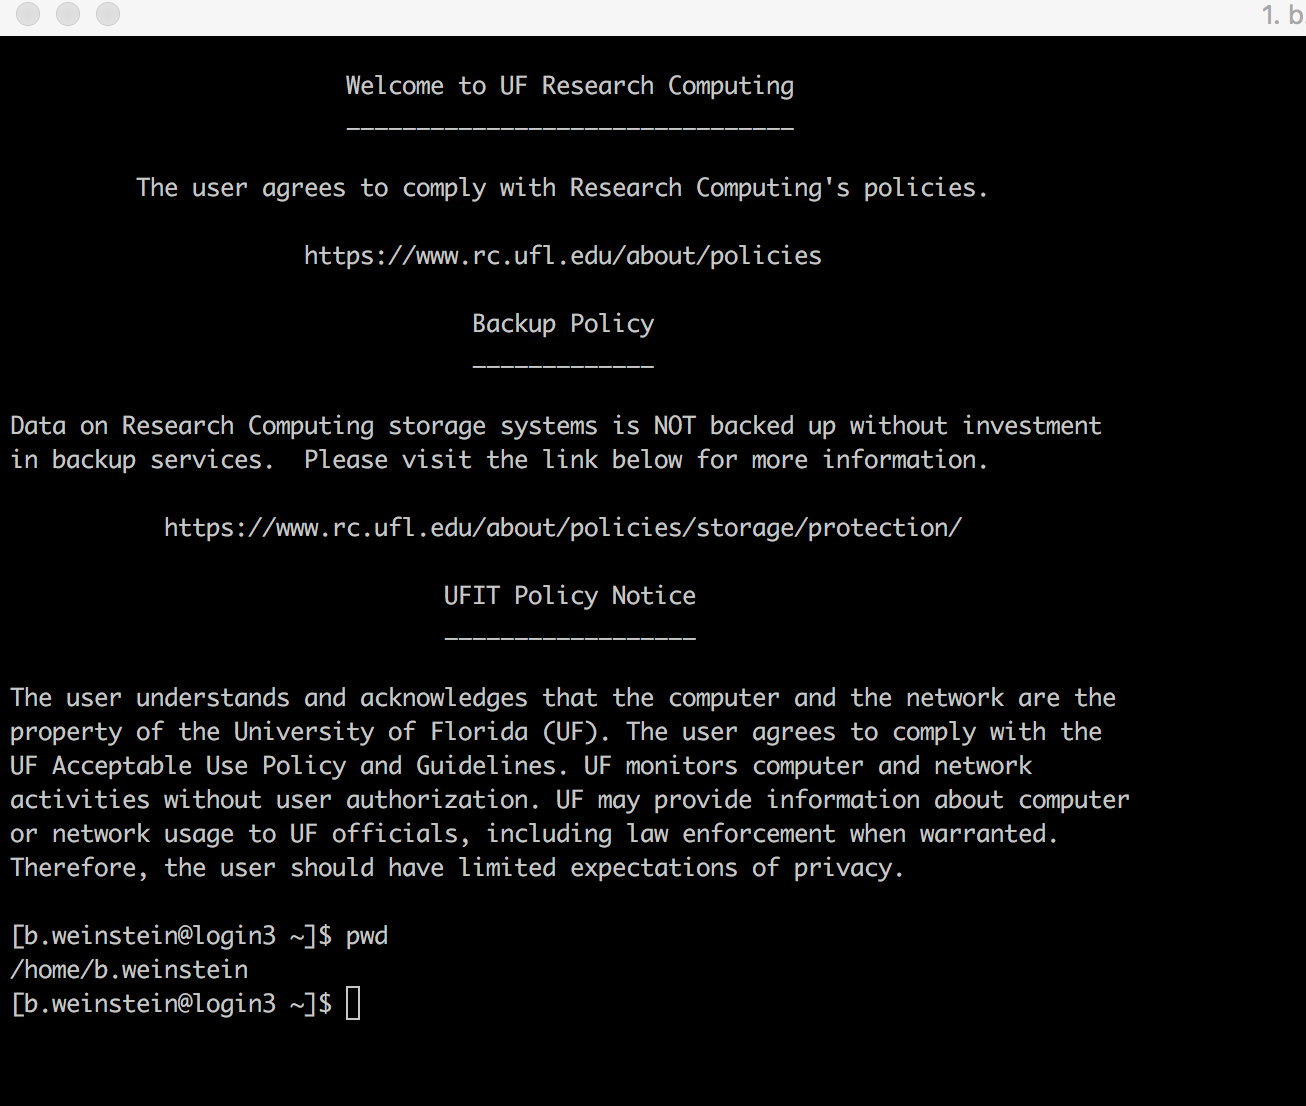 1. b.
Welcome to UF Research Computing
--------------------------------
The user agrees to comply with Research Computing's policies.
https://www.rc.ufl.edu/about/policies
Backup Policy
-------------
Data on Research Computing storage systems is NOT backed up without investment
in backup services.  Please visit the link below for more information.
https://www.rc.ufl.edu/about/policies/storage/protection/
UFIT Policy Notice
------------------
The user understands and acknowledges that the computer and the network are the
property of the University of Florida (UF). The user agrees to comply with the
UF Acceptable Use Policy and Guidelines. UF monitors computer and network
activities without user authorization. UF may provide information about computer
or network usage to UF officials, including law enforcement when warranted.
Therefore, the user should have limited expectations of privacy.
[b.weinstein@login3 ~]$ pwd
/home/b.weinstein
[b.weinstein@login3 ~]$